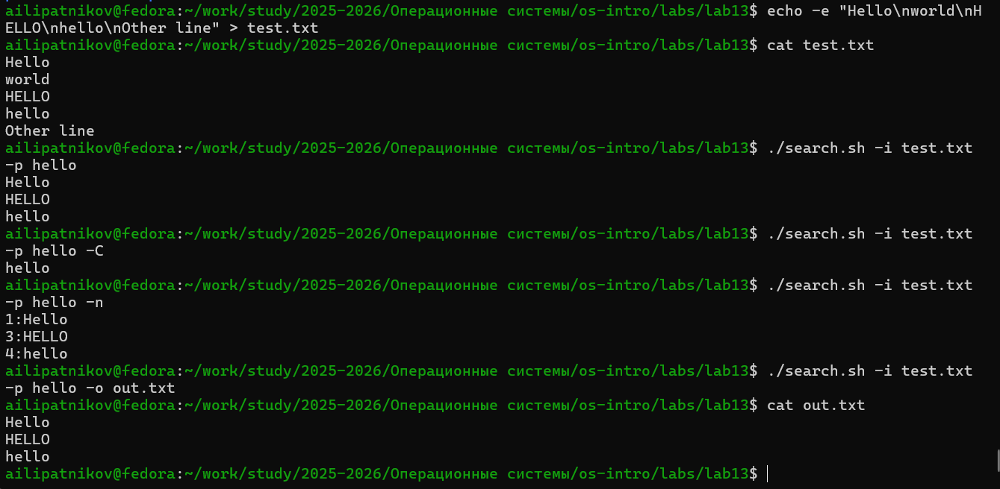 ailipatnikov@fedora:~/work/study/2025-2026/Операционные системы/os-intro/labs/lab13$ echo -e "Hello\nworld\nH
ELLO\nhello\nOther line" > test.txt
ailipatnikov@fedora:~/work/study/2025-2026/Операционные системы/os-intro/labs/lab13$ cat test.txt
Hello
world
HELLO
hello
Other line
ailipatnikov@fedora:~/work/study/2025-2026/Операционные системы/os-intro/labs/lab13$ ./search.sh -i test.txt
-p hello
Hello
HELLO
hello
ailipatnikov@fedora:~/work/study/2025-2026/Операционные системы/os-intro/labs/lab13$ ./search.sh -i test.txt
-p hello -C
hello
ailipatnikov@fedora:~/work/study/2025-2026/Операционные системы/os-intro/labs/lab13$ ./search.sh -i test.txt
-p hello -n
1:Hello
3:HELLO
4:hello
ailipatnikov@fedora:~/work/study/2025-2026/Операционные системы/os-intro/labs/lab13$ ./search.sh -i test.txt
-p hello -o out.txt
ailipatnikov@fedora:~/work/study/2025-2026/Операционные системы/os-intro/labs/lab13$ cat out.txt
Hello
HELLO
hello
ailipatnikov@fedora:~/work/study/2025-2026/Операционные системы/os-intro/labs/lab13$